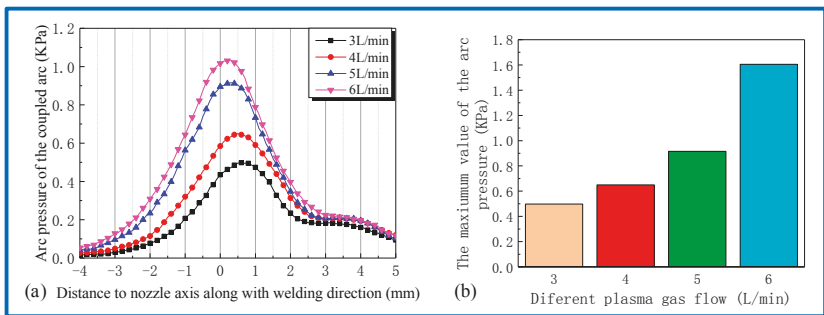 Arc pressure of the coupled arc (KPa)
1.2
1.0
0.8
0.6
0.4
0.2
0.0
3L/min
4L/min
5L/min
6L/min
-4 -3 -2 -1 0 1 2 3 4 5
(a) Distance to nozzle axis along with welding direction (mm)
The maxiumum value of the arc
pressure (KPa)
1.8
1.6
1.4
1.2
1.0
0.8
0.6
0.4
0.2
0.0
3 4 5 6
(b) Diferent plasma gas flow (L/min)